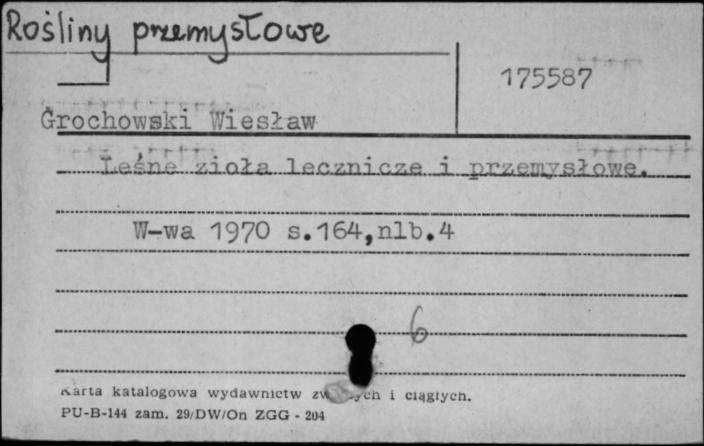 Rośliny przemysłowe
175587
Grochowski Wiesław
Leśne zioła lecznicze i przemysłowe.
W-wa 1970 s.164,nlb.4
6
Karta katalogowa wydawnictw i ciągłych.
PU-B-144 zam. 29/DW/On ZGG - 204